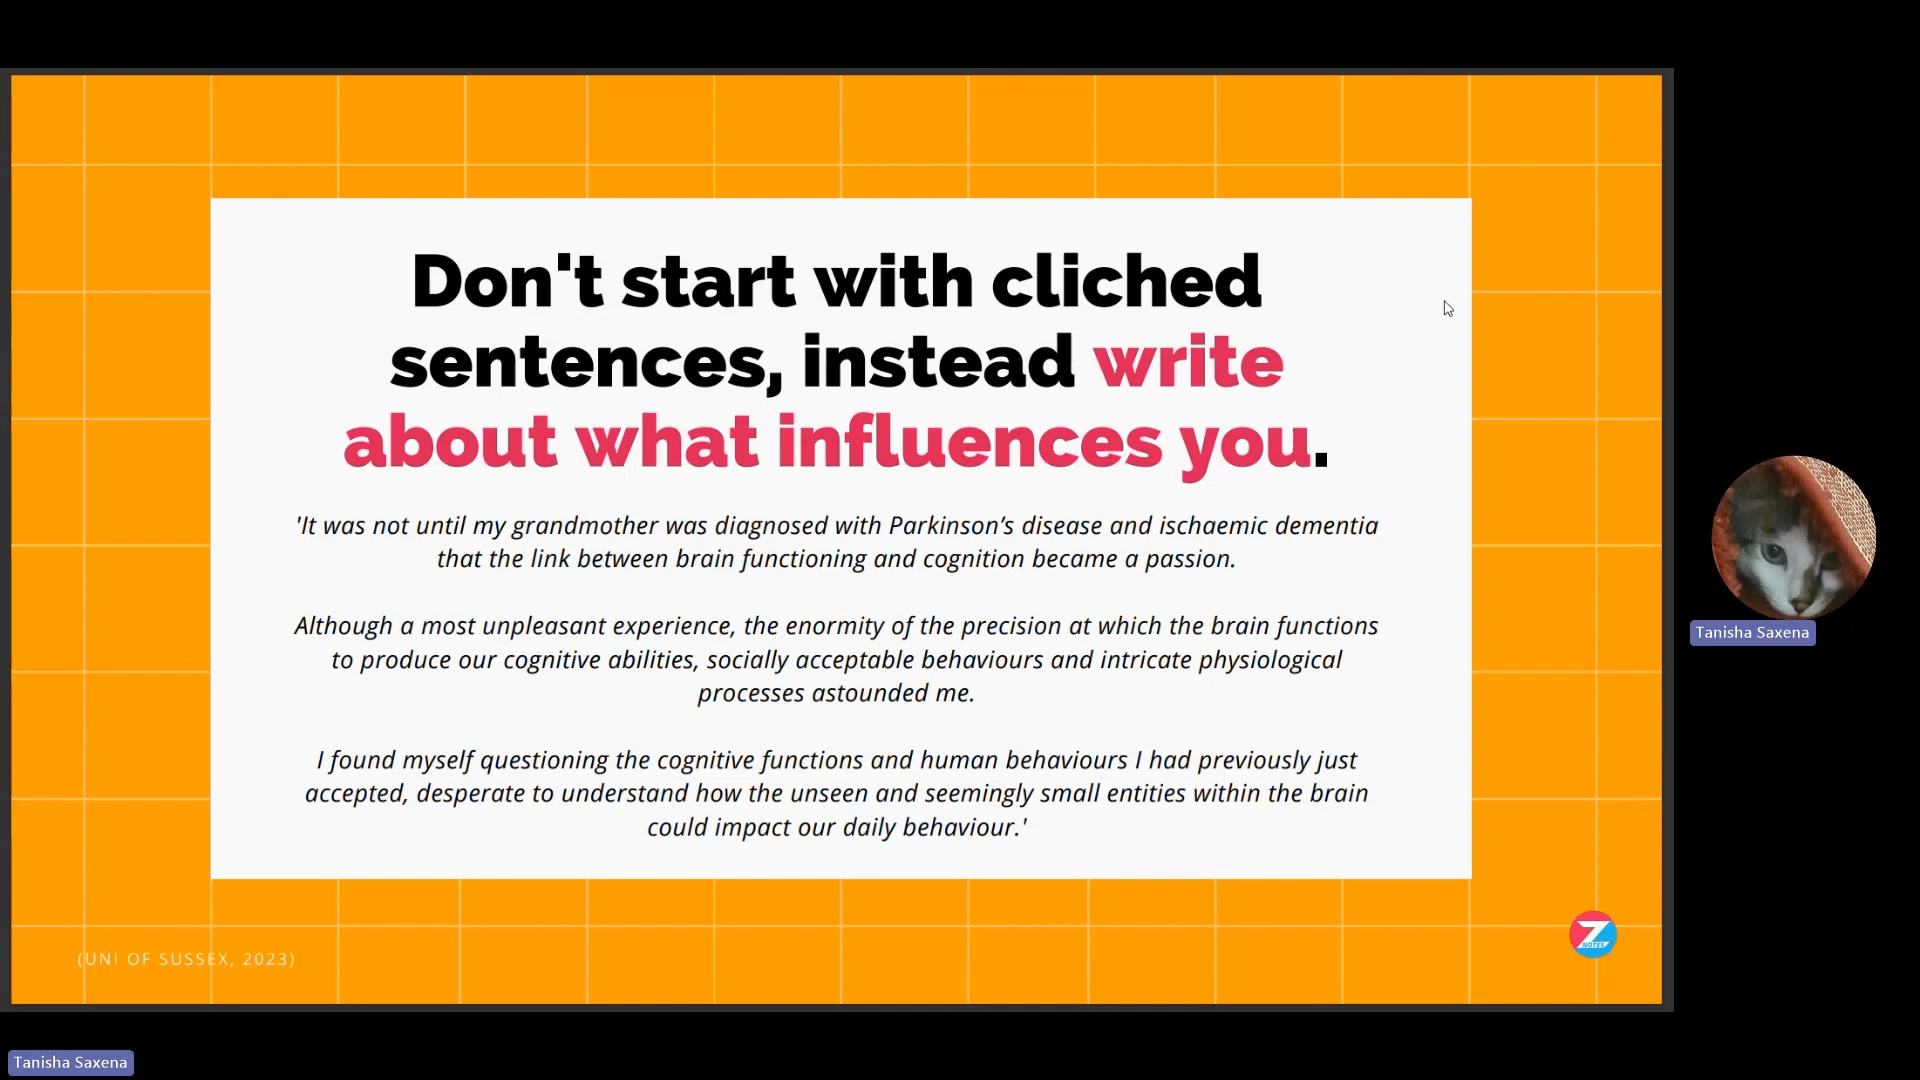 Don't start with cliched
sentences, instead write
about what influences you.
'It was not until my grandmother was diagnosed with Parkinson’s disease and ischaemic dementia
that the link between brain functioning and cognition became a passion.
Although a most unpleasant experience, the enormity of the precision at which the brain functions
to produce our cognitive abilities, socially acceptable behaviours and intricate physiological
processes astounded me.
I found myself questioning the cognitive functions and human behaviours I had previously just
accepted, desperate to understand how the unseen and seemingly small entities within the brain
could impact our daily behaviour.'
(UNI OF SUSSEX, 2023)
Z
NOTES
Tanisha Saxena
Tanisha Saxena